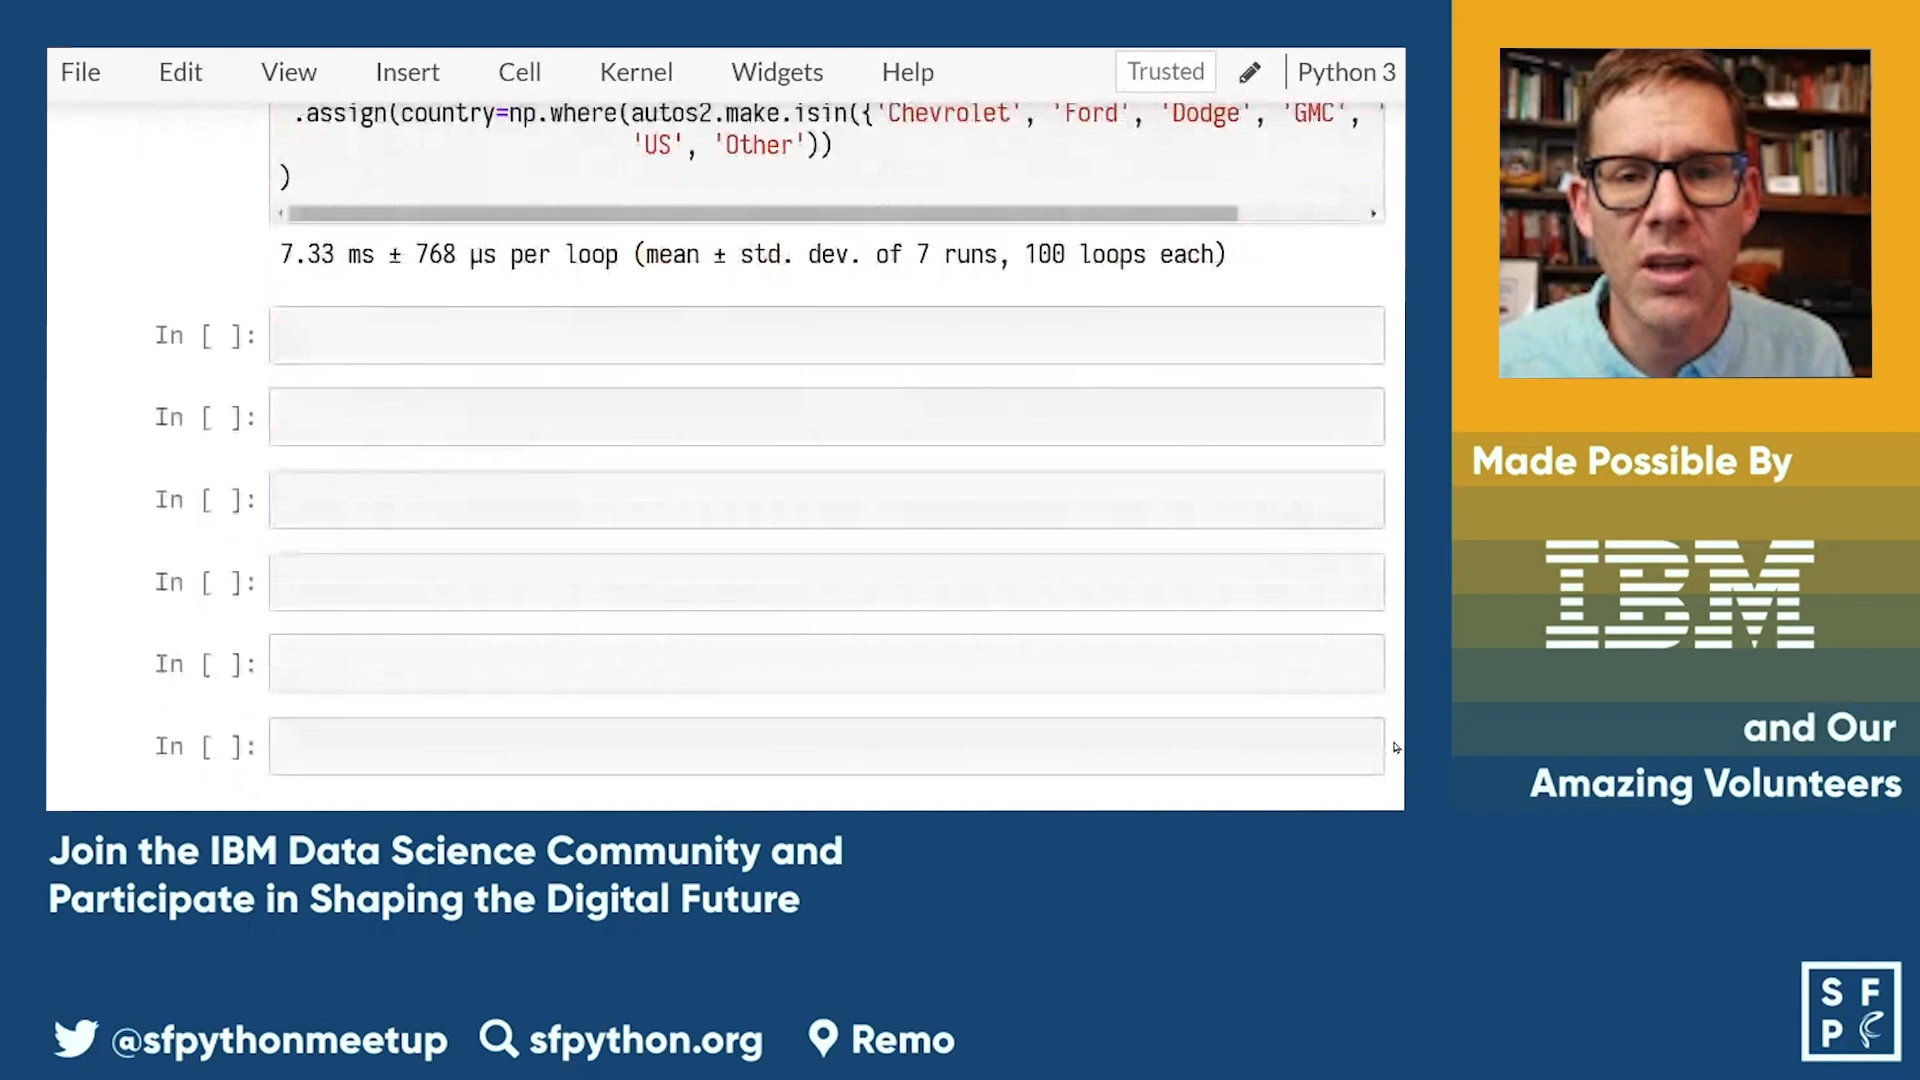 File Edit View Insert Cell Kernel Widgets Help Trusted Python 3
.assign(country=np.where(autos2.make.isin({'Chevrolet', 'Ford', 'Dodge', 'GMC', '
'US', 'Other'))
)
7.33 ms ± 768 µs per loop (mean ± std. dev. of 7 runs, 100 loops each)
In [ ]:
In [ ]:
In [ ]:
In [ ]:
In [ ]:
In [ ]:
Made Possible By
IBM
and Our
Amazing Volunteers
Join the IBM Data Science Community and
Participate in Shaping the Digital Future
@sfpythonmeetup sfpython.org Remo
S F
P